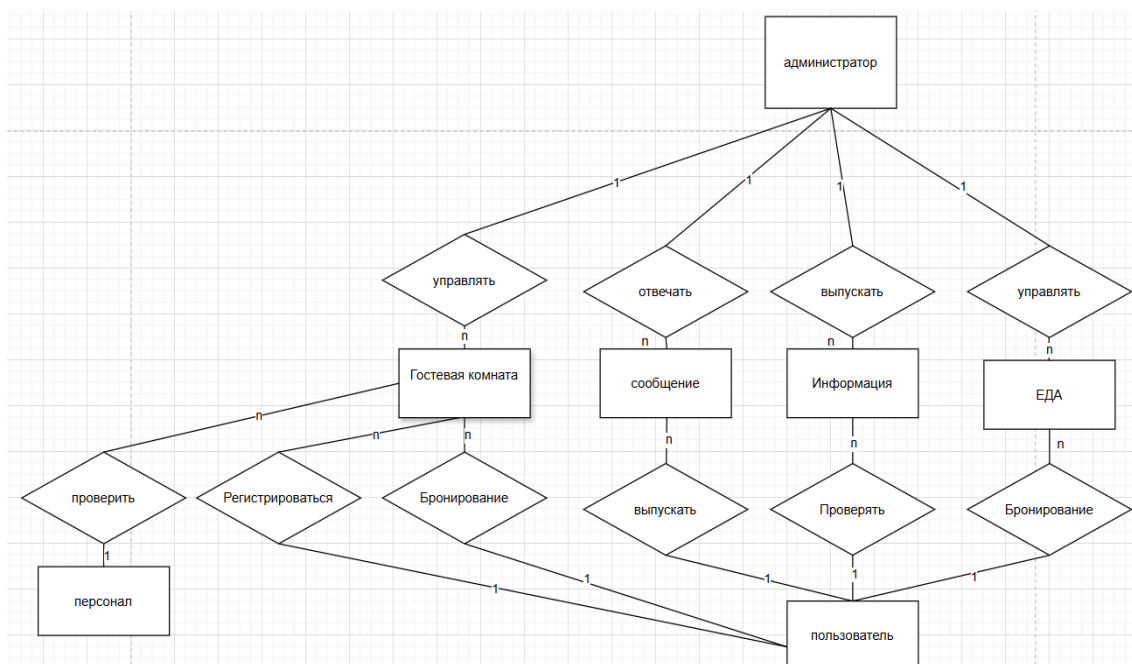 администратор
1
1
1
1
управлять
отвечать
выпускать
управлять
n
n
n
n
Гостевая комната
сообщение
Информация
ЕДА
n
n
n
n
n
n
проверить
Регистрироваться
Бронирование
выпускать
Проверять
Бронирование
1
1
1
1
1
1
персонал
пользователь